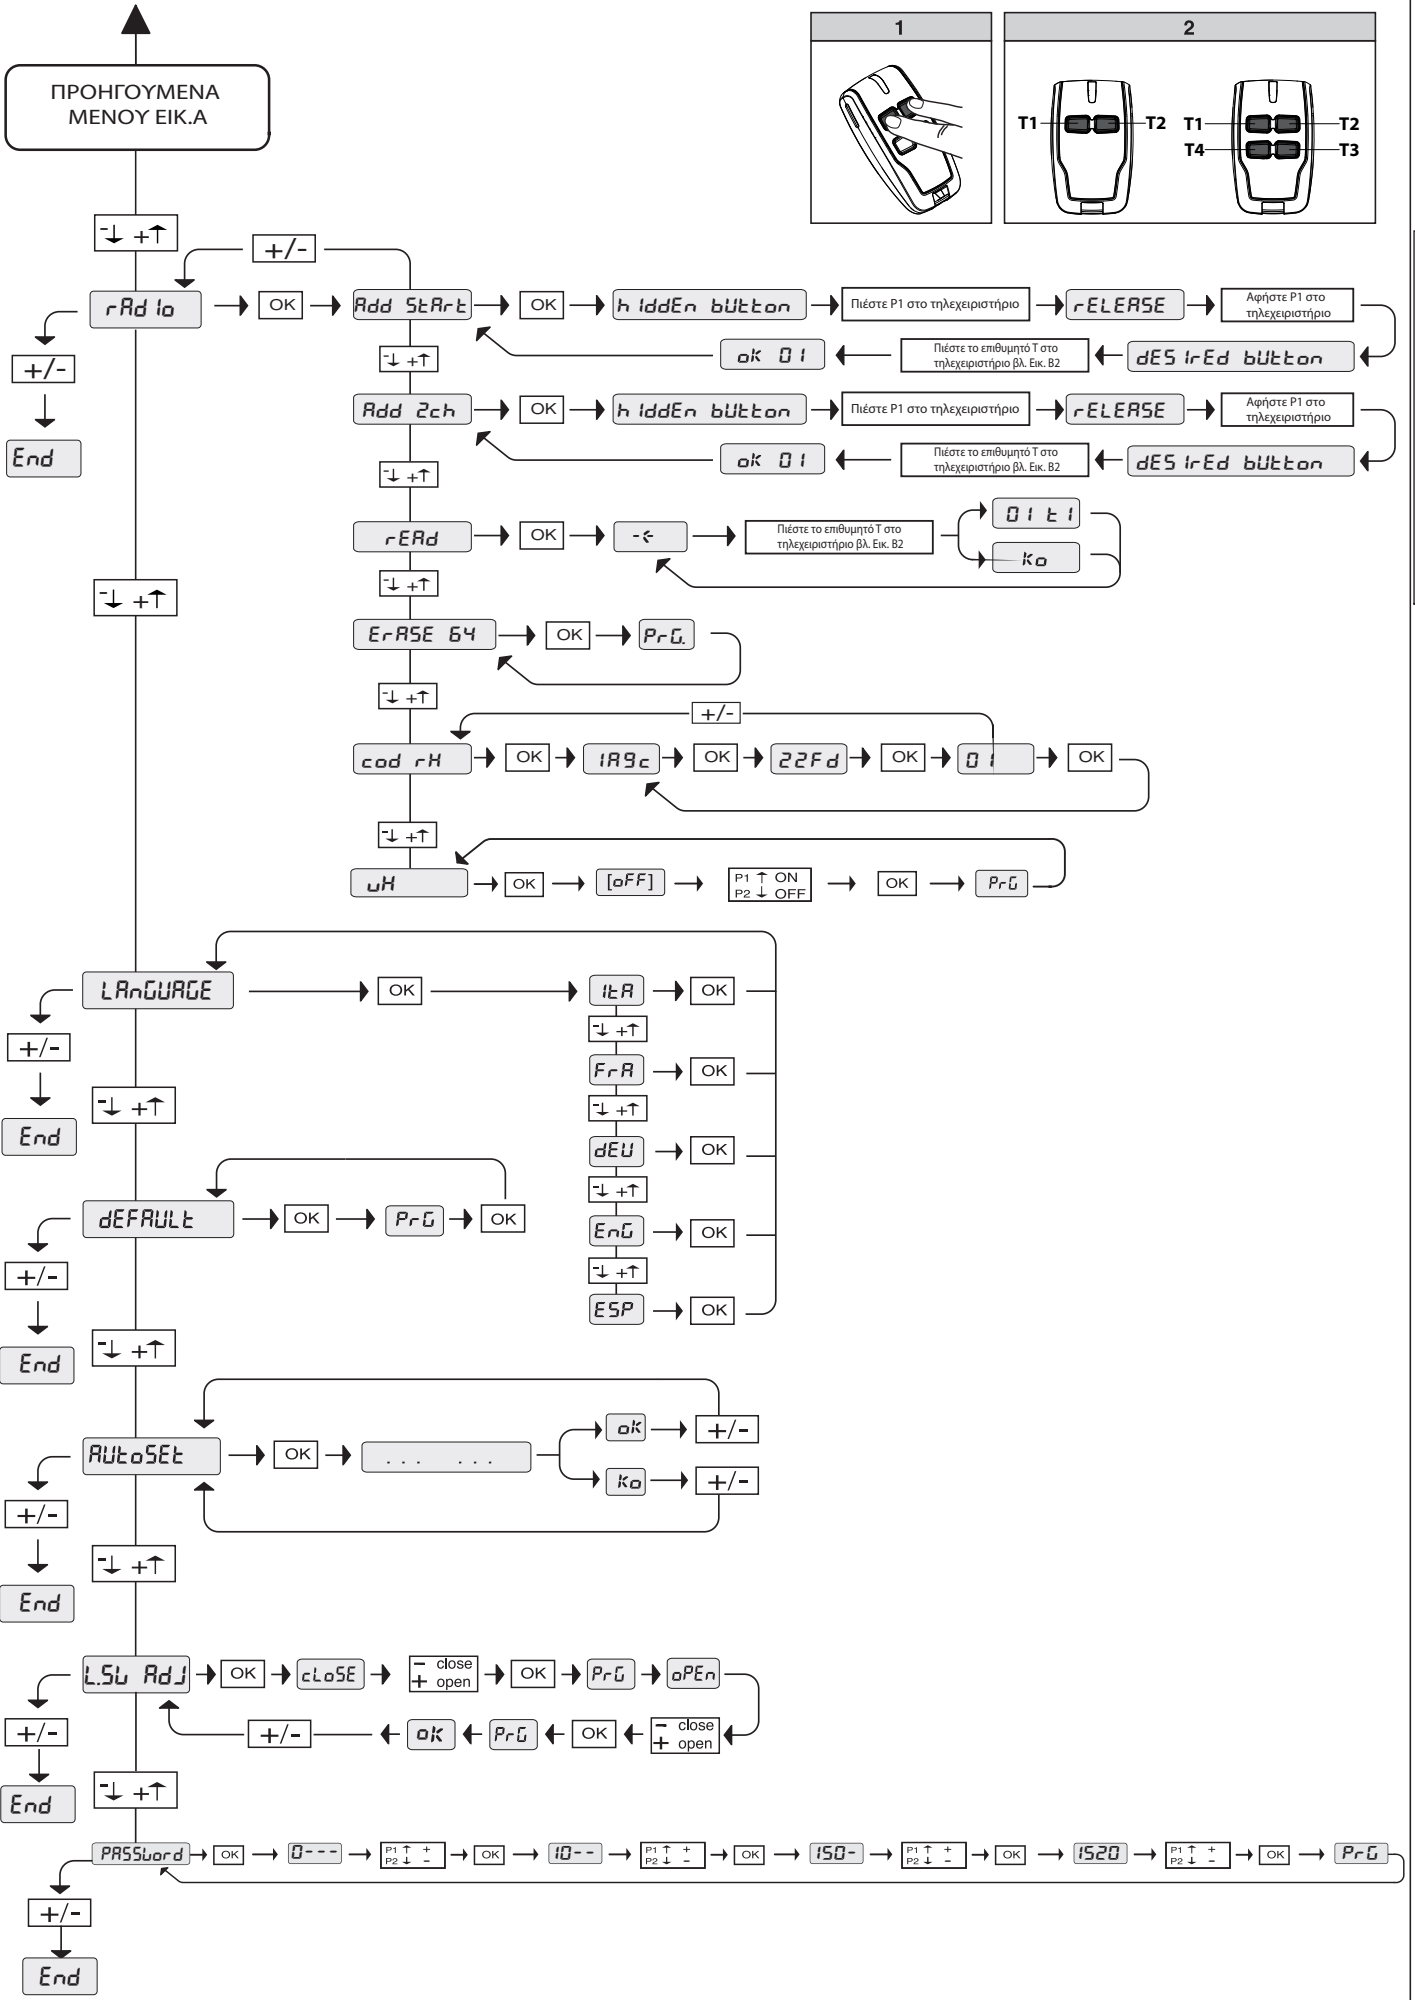 1
2
ΠΡΟΗΓΟΥΜΕΝΑ
ΜΕΝΟΥ ΕΙΚ.Α
T1
T2
T1
T2
T4
T3
-↓ +↑
+/-
rAdIo
OK
Add StArt
OK
hIddEn bUtton
Πιέστε P1 στο τηλεχειριστήριο
rELEASE
Αφήστε P1 στο
τηλεχειριστήριο
+/-
-↓ +↑
oK 01
Πιέστε το επιθυμητό Τ στο
τηλεχειριστήριο βλ. Εικ. B2
dESIrEd bUtton
End
Add 2ch
OK
hIddEn bUtton
Πιέστε P1 στο τηλεχειριστήριο
rELEASE
Αφήστε P1 στο
τηλεχειριστήριο
-↓ +↑
oK 01
Πιέστε το επιθυμητό Τ στο
τηλεχειριστήριο βλ. Εικ. B2
dESIrEd bUtton
rEAd
OK
-<-
Πιέστε το επιθυμητό Τ στο
τηλεχειριστήριο βλ. Εικ. B2
01 t1
Ko
-↓ +↑
-↓ +↑
ErASE 64
OK
PrG.
-↓ +↑
+/-
cod rH
OK
1A9c
OK
22Fd
OK
01
OK
-↓ +↑
uH
OK
[oFF]
P1 ↑ ON
P2 ↓ OFF
OK
PrG
LAnGUAGE
OK
ItA
OK
+/-
-↓ +↑
FrA
OK
End
-↓ +↑
-↓ +↑
dEU
OK
-↓ +↑
dEFAULt
OK
PrG
OK
EnG
OK
+/-
-↓ +↑
ESP
OK
End
-↓ +↑
AUtoSEt
OK
... ...
oK
+/-
Ko
+/-
+/-
-↓ +↑
End
L.SW AdJ
OK
cLoSE
- close
+ open
OK
PrG
oPEn
+/-
+/-
oK
PrG
OK
- close
+ open
End
-↓ +↑
PASSword
OK
0---
P1 ↑ +
P2 ↓ -
OK
10--
P1 ↑ +
P2 ↓ -
OK
150-
P1 ↑ +
P2 ↓ -
OK
1520
P1 ↑ +
P2 ↓ -
OK
PrG
+/-
End